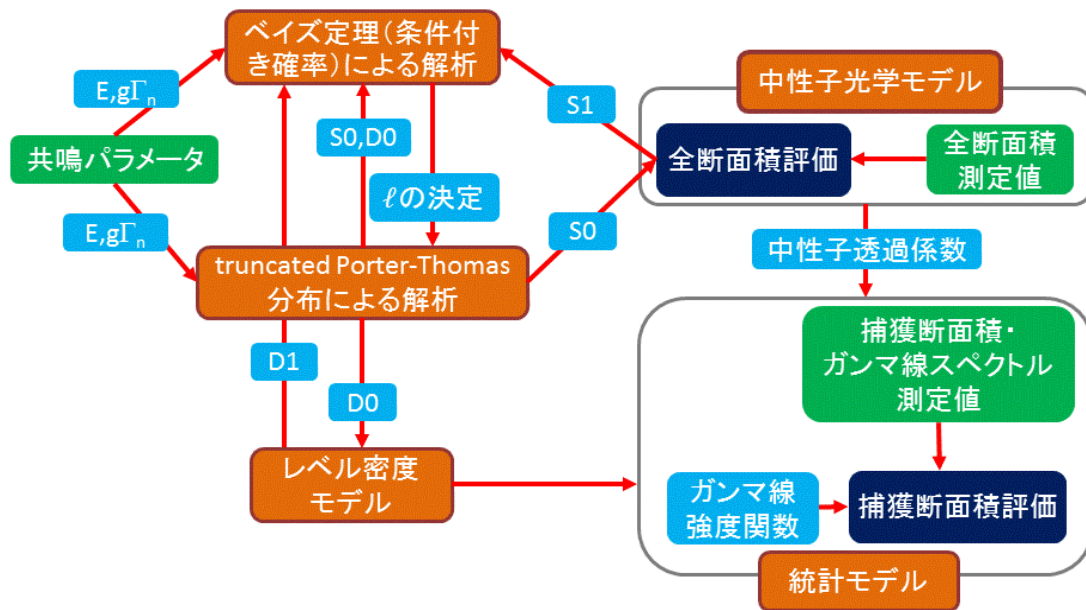 ベイズ定理（条件付
き確率）による解析
中性子光学モデル
E,gΓn
S1
S0,D0
共鳴パラメータ
全断面積評価
全断面積
測定値
ℓの決定
E,gΓn
S0
中性子透過係数
truncated Porter-Thomas
分布による解析
捕獲断面積・
ガンマ線スペクトル
測定値
D1
D0
レベル密度
モデル
ガンマ線
強度関数
捕獲断面積評価
統計モデル